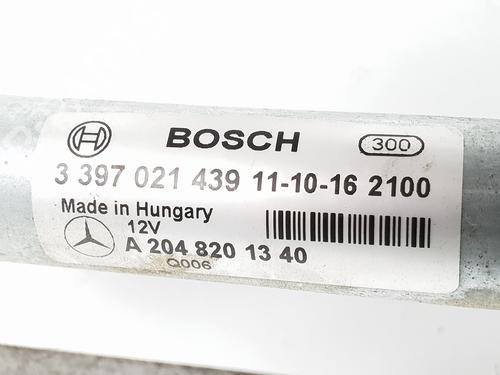 BOSCH 300
3 397 021 439 11-10-16 2100
Made in Hungary
12V
A 204 820 13 40
Q006